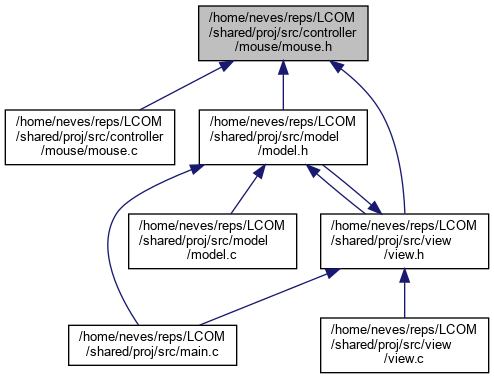 /home/neves/reps/LCOM
/shared/proj/src/controller
/mouse/mouse.h
/home/neves/reps/LCOM
/shared/proj/src/controller
/mouse/mouse.c
/home/neves/reps/LCOM
/shared/proj/src/model
/model.h
/home/neves/reps/LCOM
/shared/proj/src/model
/model.c
/home/neves/reps/LCOM
/shared/proj/src/view
/view.h
/home/neves/reps/LCOM
/shared/proj/src/main.c
/home/neves/reps/LCOM
/shared/proj/src/view
/view.c